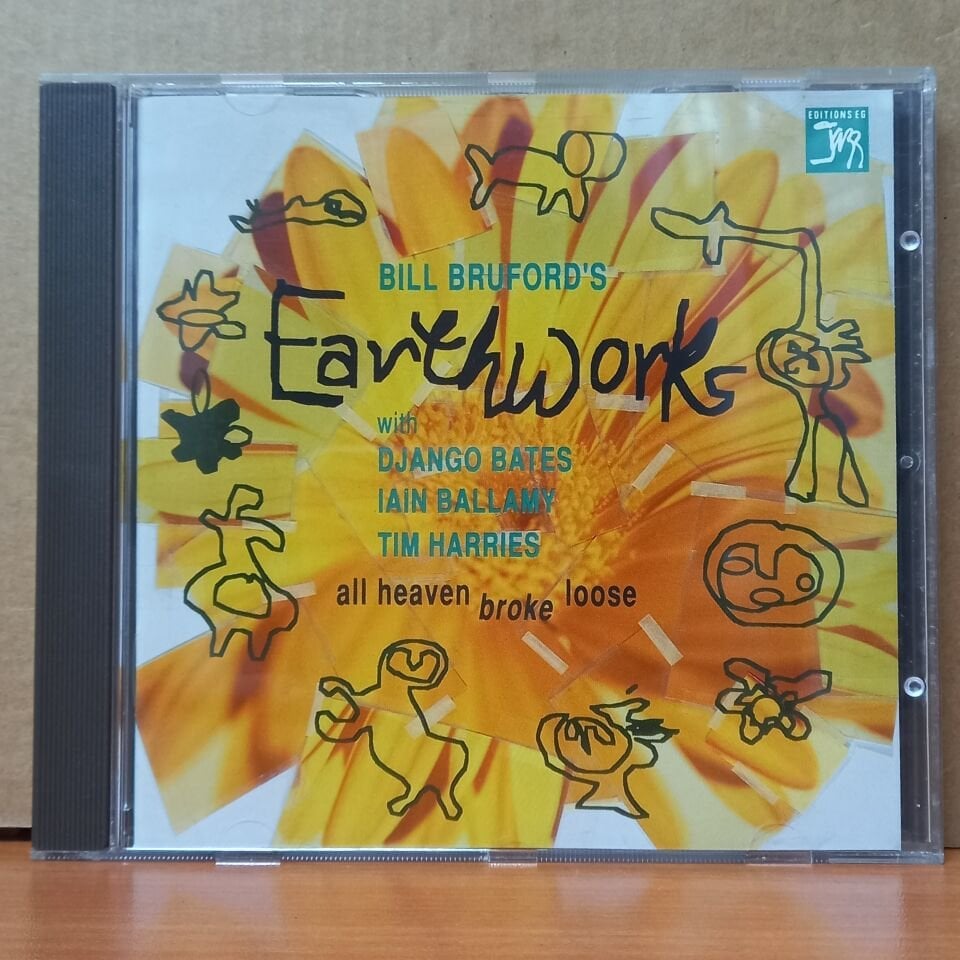 EDITIONS EG
BILL BRUFORD'S
Earthworks
with
DJANGO BATES
IAIN BALLAMY
TIM HARRIES
all heaven broke loose